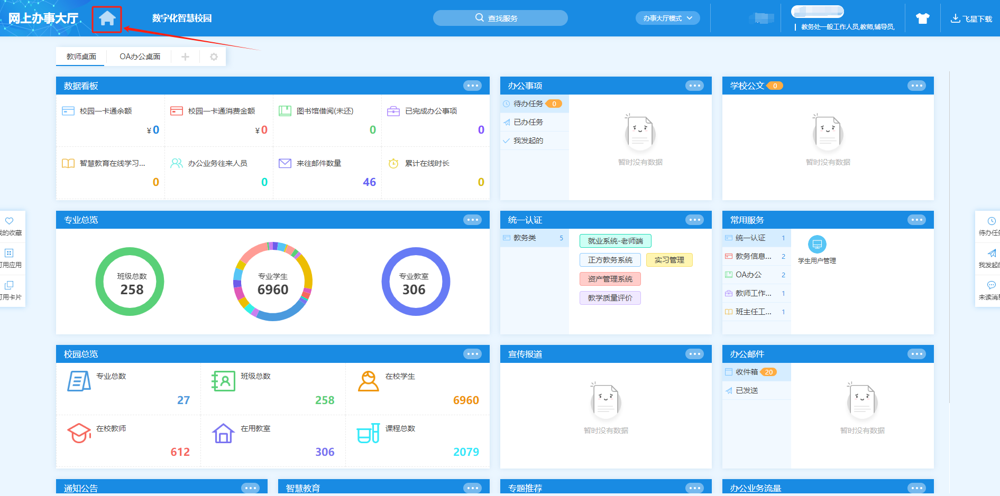 网上办事大厅
数字化智慧校园
查找服务
办事大厅模式
教务处一般工作人员,教师,辅导员,
飞星下载
教师桌面
OA办公桌面
数据看板
校园一卡通余额
¥0
校园一卡通消费金额
¥0
图书馆借阅(未还)
0
已完成办公事项
0
智慧教育在线学习...
0
办公业务往来人员
0
来往邮件数量
46
累计在线时长
0
办公事项
待办任务 0
已办任务
我发起的
暂时没有数据
学校公文 0
暂时没有数据
我的收藏
可用应用
可用卡片
专业总览
班级总数
258
专业学生
6960
专业教室
306
统一认证
教务类 5
就业系统-老师端
正方教务系统
实习管理
资产管理系统
教学质量评价
常用服务
统一认证 1
教务信息... 2
OA办公 2
教师工作... 1
班主任工... 1
学生用户管理
待办任务
我发起的
未读消息
校园总览
专业总数
27
班级总数
258
在校学生
6960
在校教师
612
在用教室
306
课程总数
2079
宣传报道
暂时没有数据
办公邮件
收件箱 20
已发送
暂时没有数据
通知公告
智慧教育
专题推荐
办公业务流量